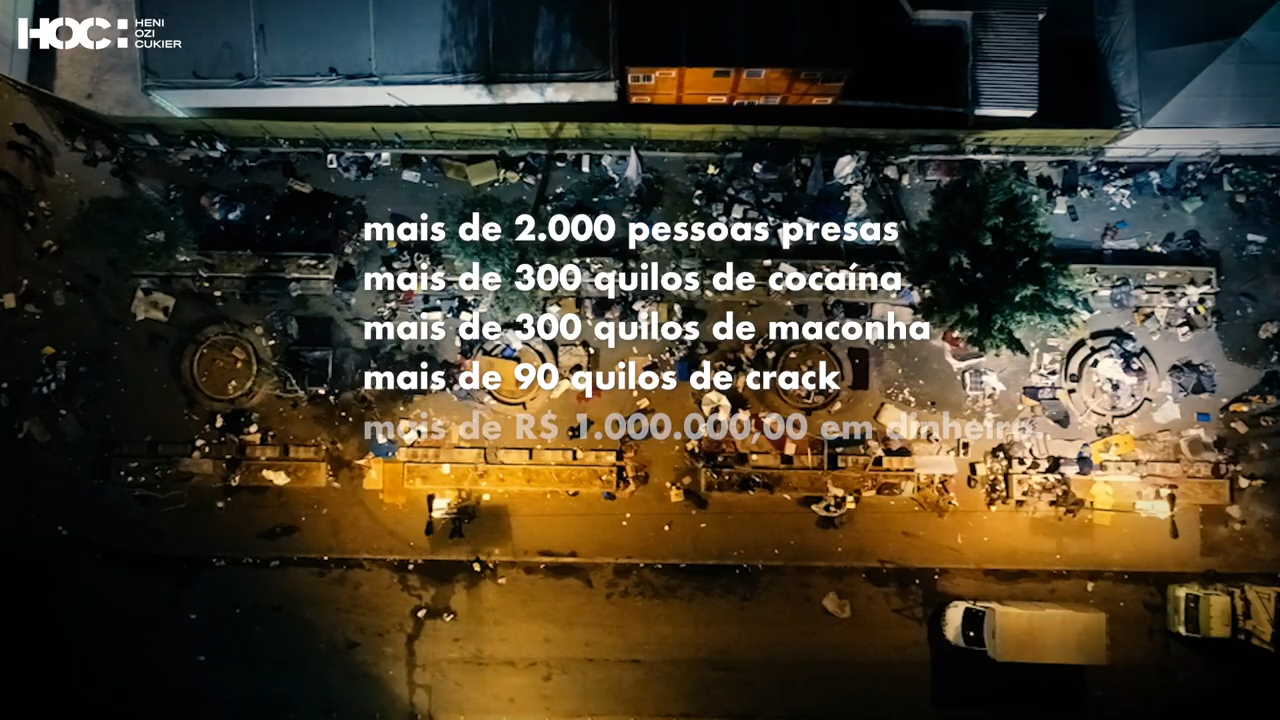 HOC:
HENI
OZI
CUKIER
mais de 2.000 pessoas presas
mais de 300 quilos de cocaína
mais de 300 quilos de maconha
mais de 90 quilos de crack
mais de R$ 1.000.000,00 em dinheiro